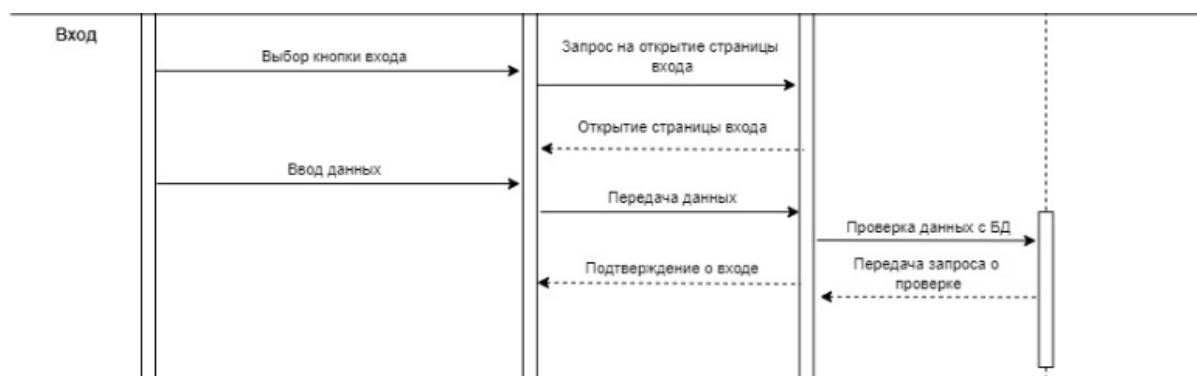 Вход
Выбор кнопки входа
Запрос на открытие страницы
входа
Открытие страницы входа
Ввод данных
Передача данных
Проверка данных с БД
Подтверждение о входе
Передача запроса о
проверке